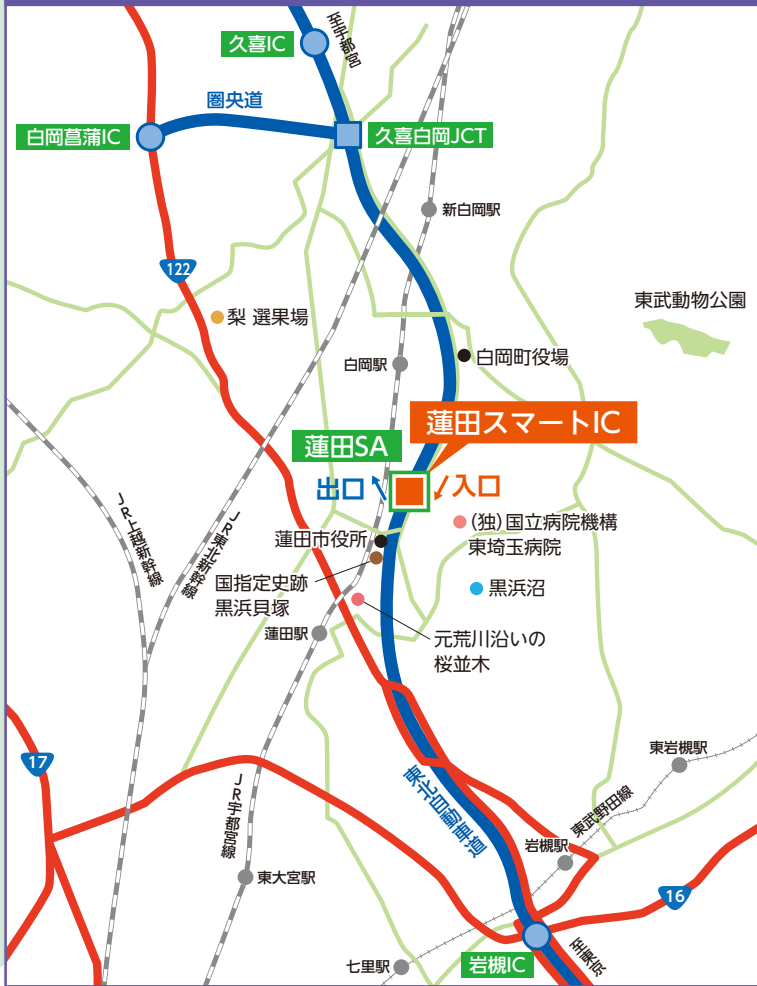 久喜IC
至宇都宮
圏央道
白岡菖蒲IC
久喜白岡JCT
新白岡駅
122
東武動物公園
梨 選果場
白岡駅
白岡町役場
蓮田スマートIC
蓮田SA
出口
入口
(独)国立病院機構
東埼玉病院
蓮田市役所
国指定史跡
黒浜貝塚
黒浜沼
蓮田駅
元荒川沿いの
桜並木
JR上越新幹線
JR東北新幹線
17
東岩槻駅
東武野田線
東北自動車道
JR宇都宮線
岩槻駅
東大宮駅
16
七里駅
岩槻IC
至東京